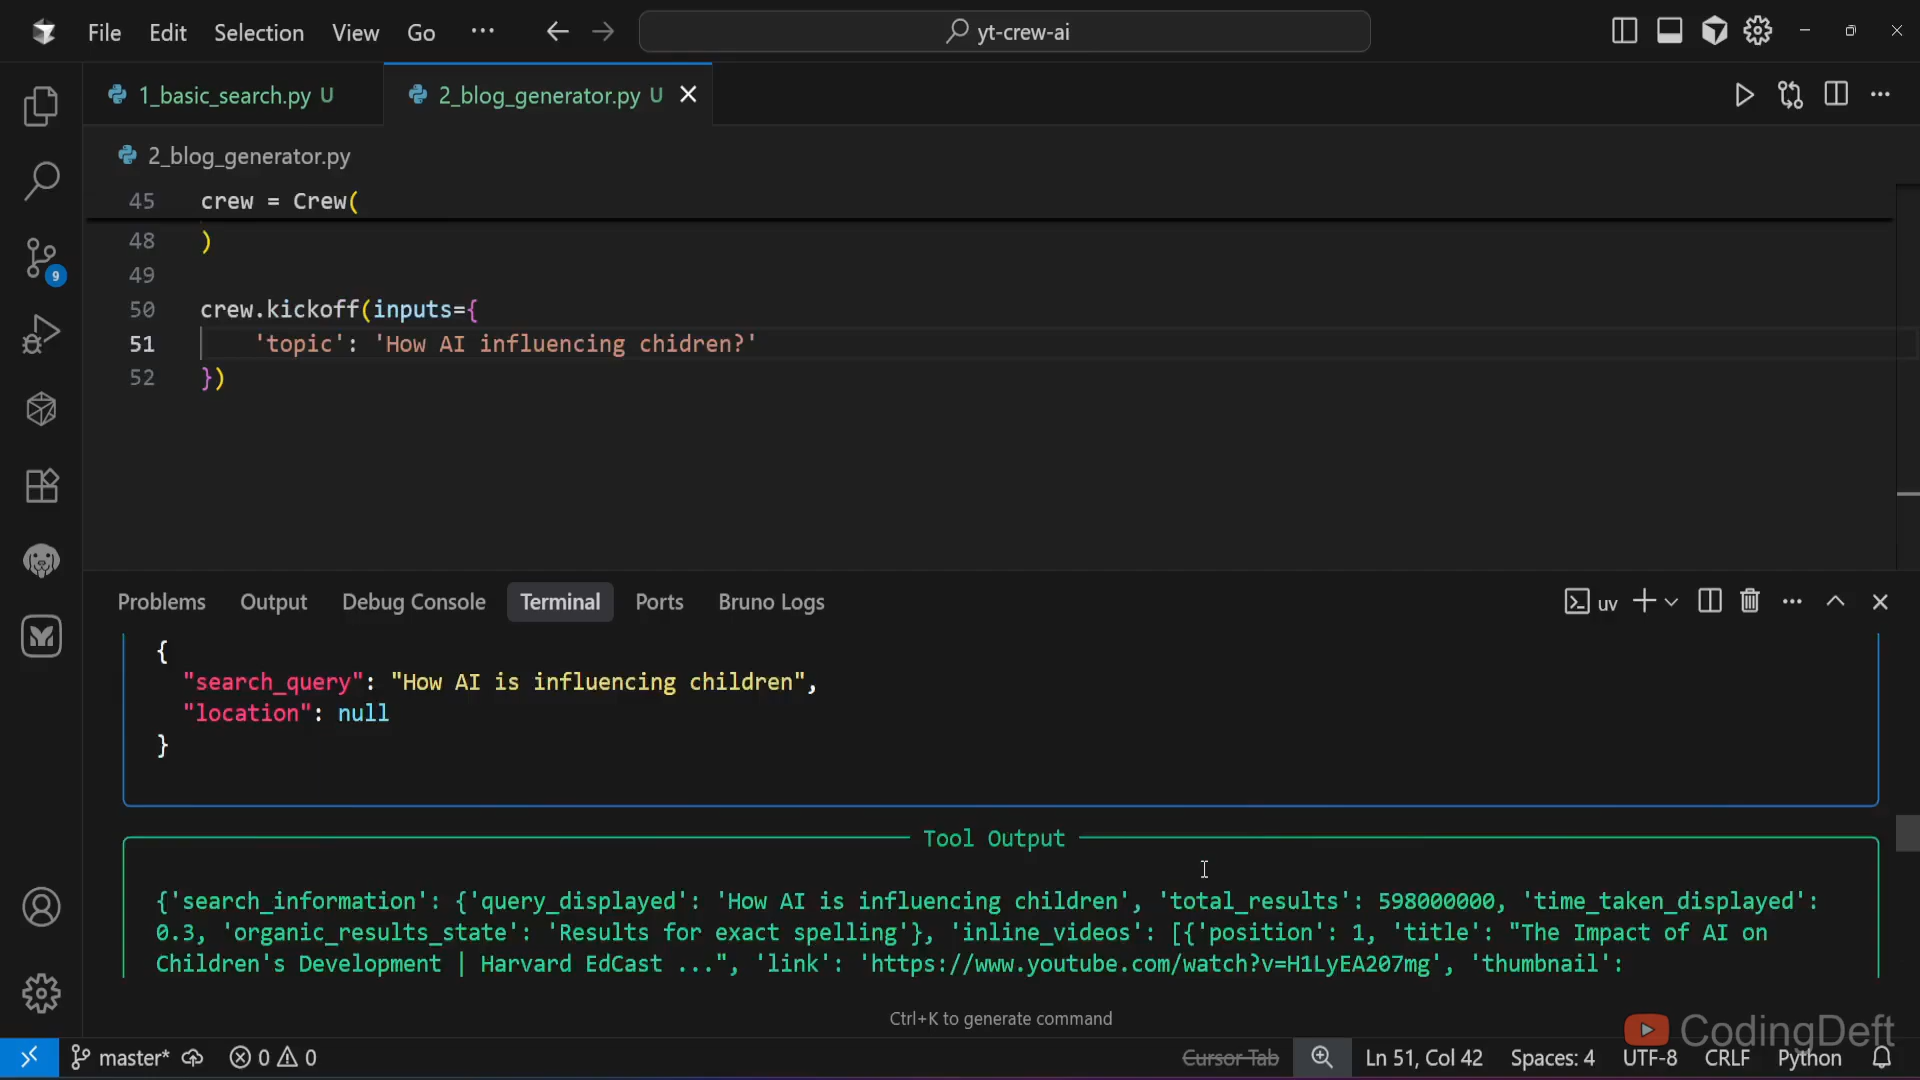 File Edit Selection View Go ... yt-crew-ai
1_basic_search.py U 2_blog_generator.py U
2_blog_generator.py
45 crew = Crew(
48 )
49
50 crew.kickoff(inputs={
51 'topic': 'How AI influencing chidren?'
52 })
9
Problems Output Debug Console Terminal Ports Bruno Logs uv
{
"search_query": "How AI is influencing children",
"location": null
}
Tool Output
{'search_information': {'query_displayed': 'How AI is influencing children', 'total_results': 598000000, 'time_taken_displayed':
0.3, 'organic_results_state': 'Results for exact spelling'}, 'inline_videos': [{'position': 1, 'title': "The Impact of AI on
Children's Development | Harvard EdCast ...", 'link': 'https://www.youtube.com/watch?v=H1LyEA207mg', 'thumbnail':
Ctrl+K to generate command
CodingDeft
master* 0 0 Cursor Tab Ln 51, Col 42 Spaces: 4 UTF-8 CRLF Python